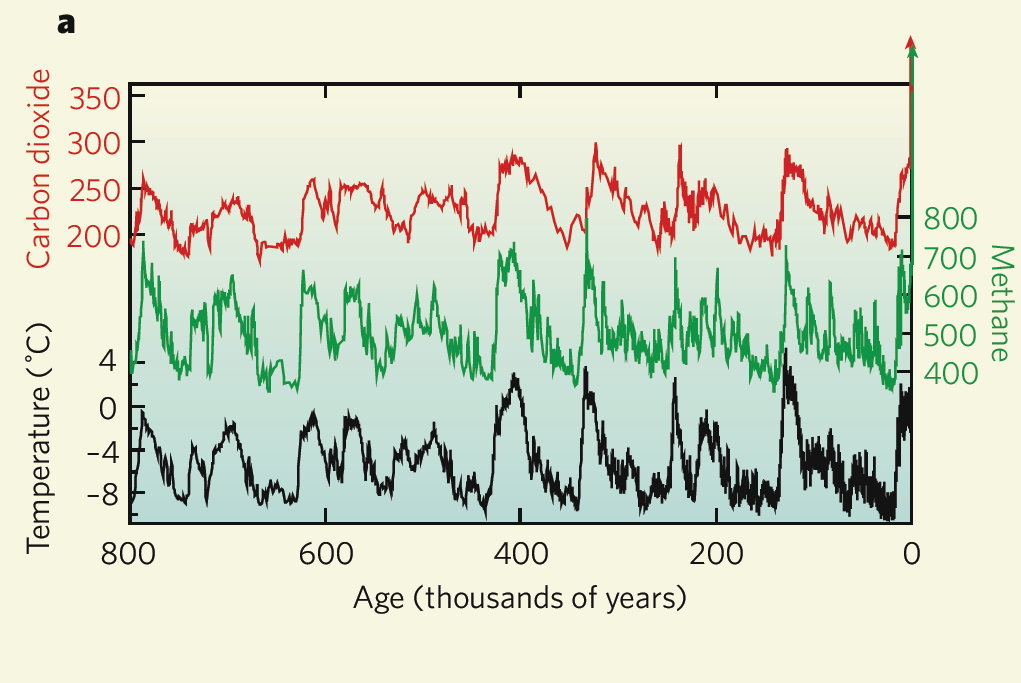 a
Carbon dioxide
350
300
250
200
800
700
600
500
400
Methane
Temperature (°C)
4
0
–4
–8
800 600 400 200 0
Age (thousands of years)